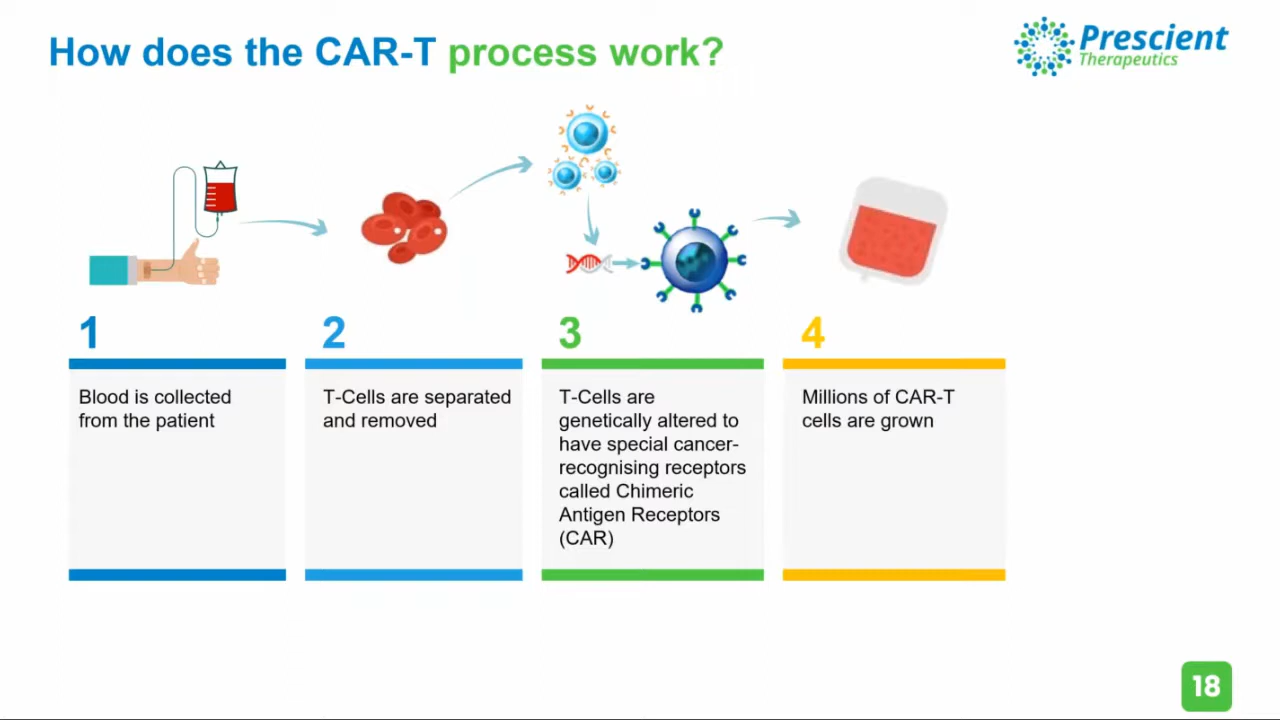 How does the CAR-T process work?
Prescient
Therapeutics
1
Blood is collected
from the patient
2
T-Cells are separated
and removed
3
T-Cells are
genetically altered to
have special cancer-
recognising receptors
called Chimeric
Antigen Receptors
(CAR)
4
Millions of CAR-T
cells are grown
18